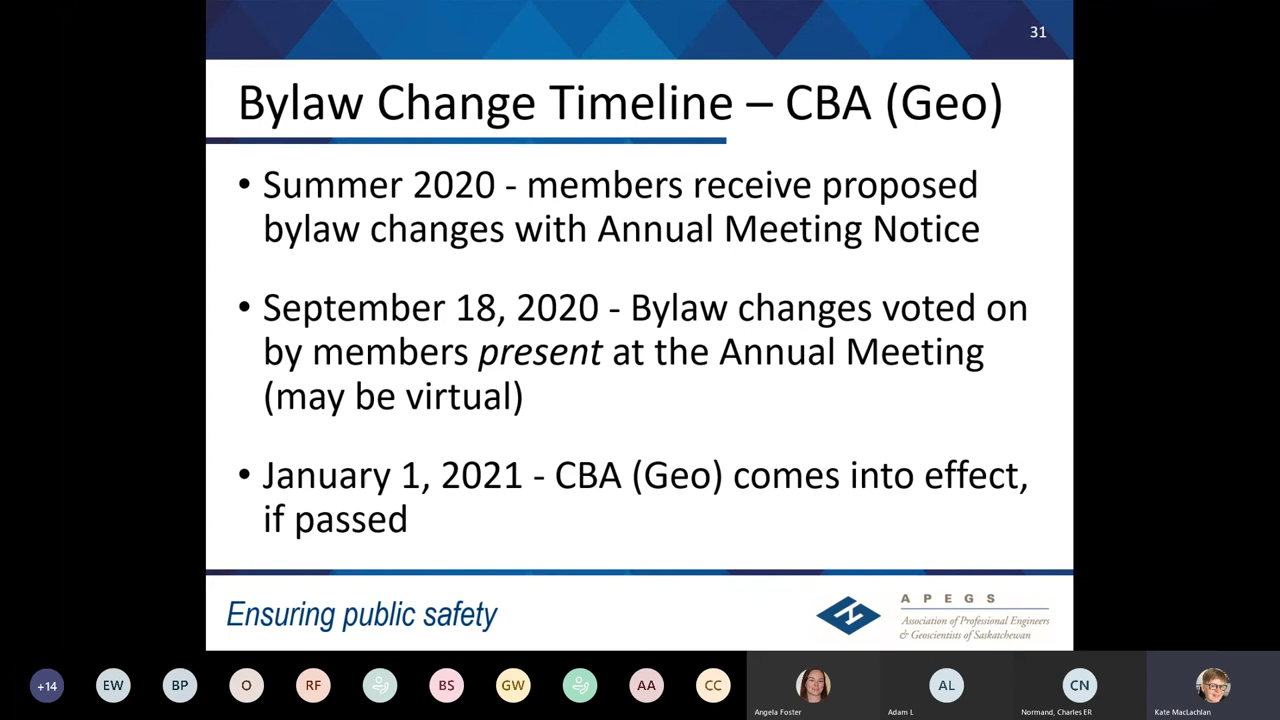 31
Bylaw Change Timeline – CBA (Geo)
• Summer 2020 - members receive proposed
bylaw changes with Annual Meeting Notice
• September 18, 2020 - Bylaw changes voted on
by members present at the Annual Meeting
(may be virtual)
• January 1, 2021 - CBA (Geo) comes into effect,
if passed
Ensuring public safety
APEGS
Association of Professional Engineers
& Geoscientists of Saskatchewan
+14 EW BP O RF BS GW AA CC AL CN
Angela Foster Adam L Normand, Charles ER Kate MacLachlan